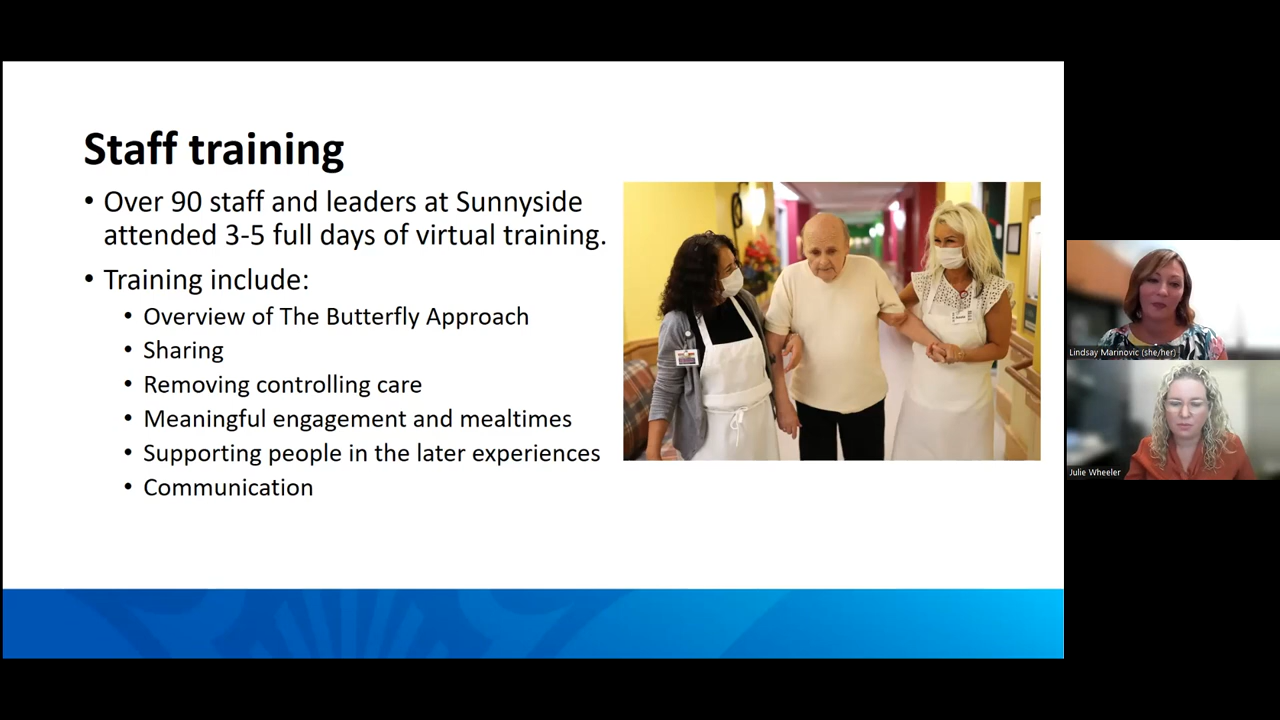 Staff training
• Over 90 staff and leaders at Sunnyside
attended 3-5 full days of virtual training.
• Training include:
• Overview of The Butterfly Approach
• Sharing
• Removing controlling care
• Meaningful engagement and mealtimes
• Supporting people in the later experiences
• Communication
Lindsay Marinovic (she/her)
Julie Wheeler